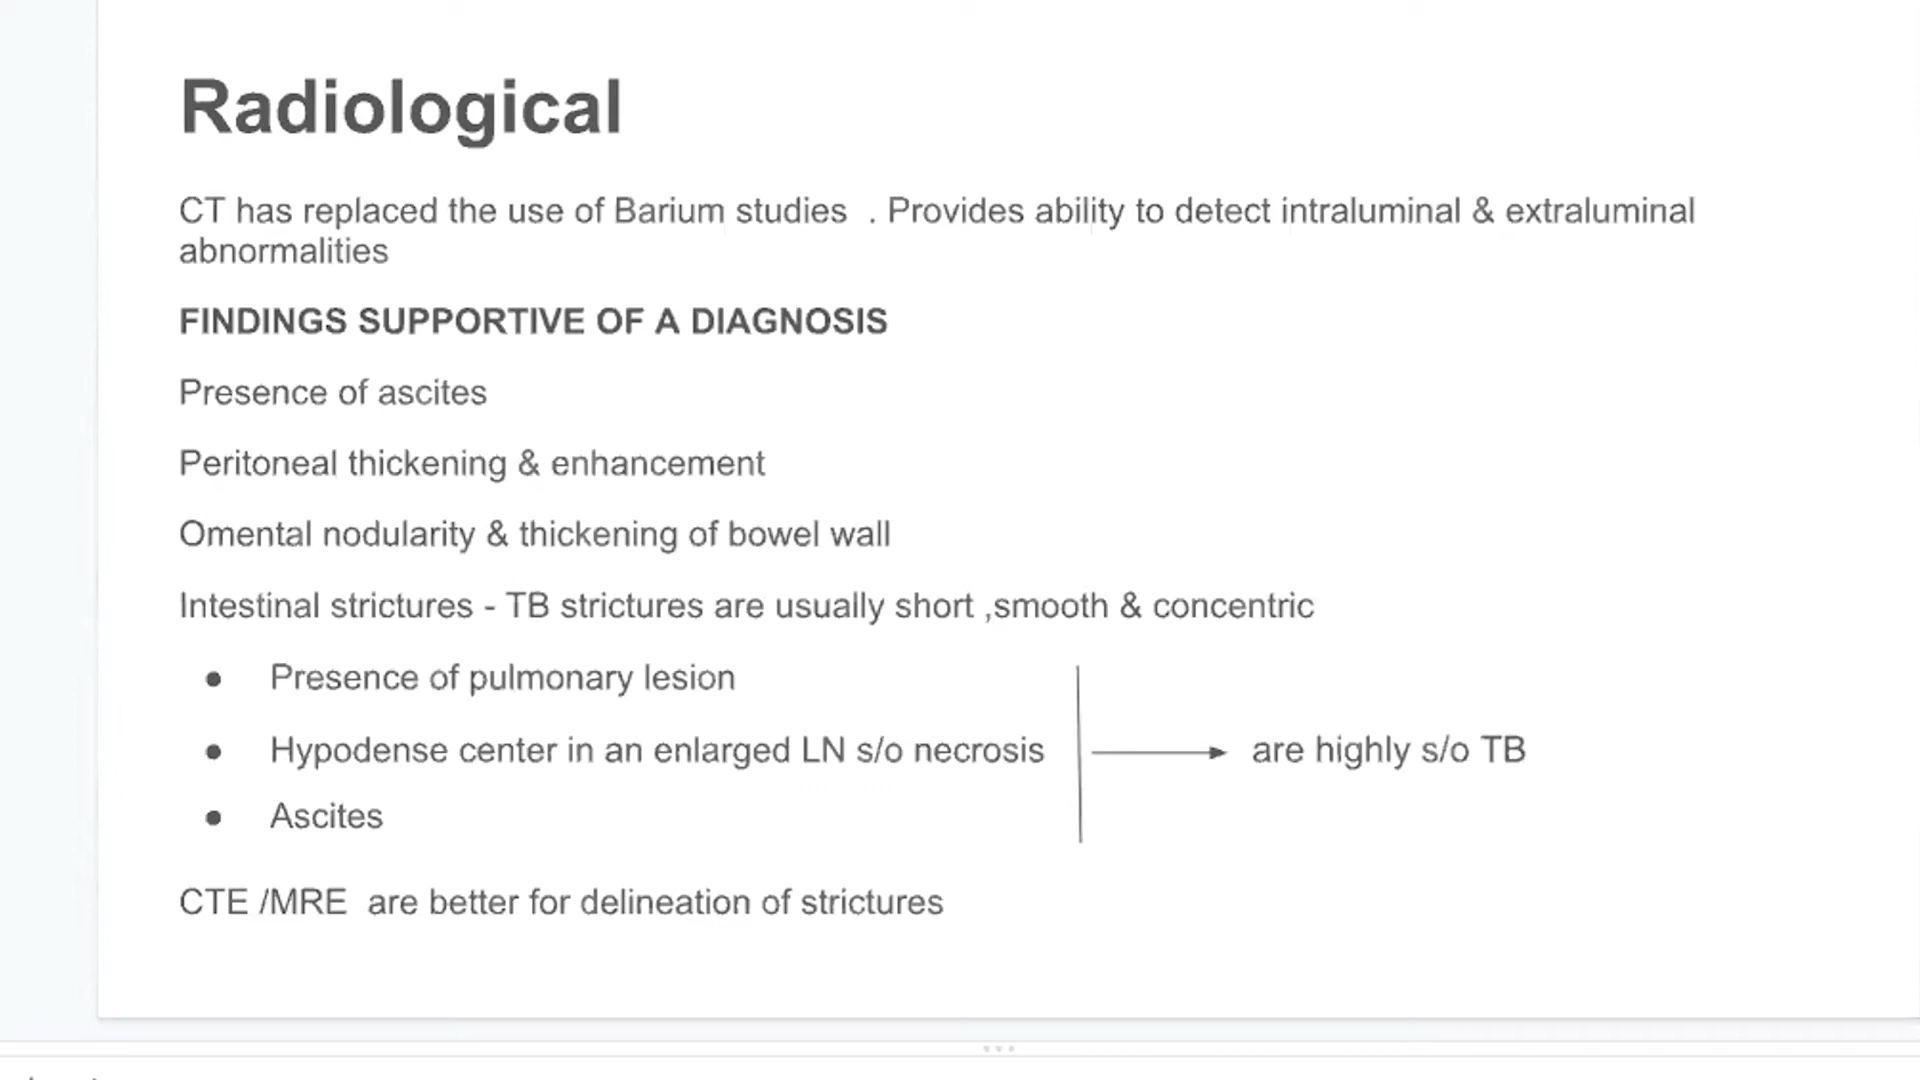 Radiological
CT has replaced the use of Barium studies  . Provides ability to detect intraluminal & extraluminal
abnormalities
FINDINGS SUPPORTIVE OF A DIAGNOSIS
Presence of ascites
Peritoneal thickening & enhancement
Omental nodularity & thickening of bowel wall
Intestinal strictures - TB strictures are usually short ,smooth & concentric
● Presence of pulmonary lesion
● Hypodense center in an enlarged LN s/o necrosis
are highly s/o TB
● Ascites
CTE /MRE  are better for delineation of strictures